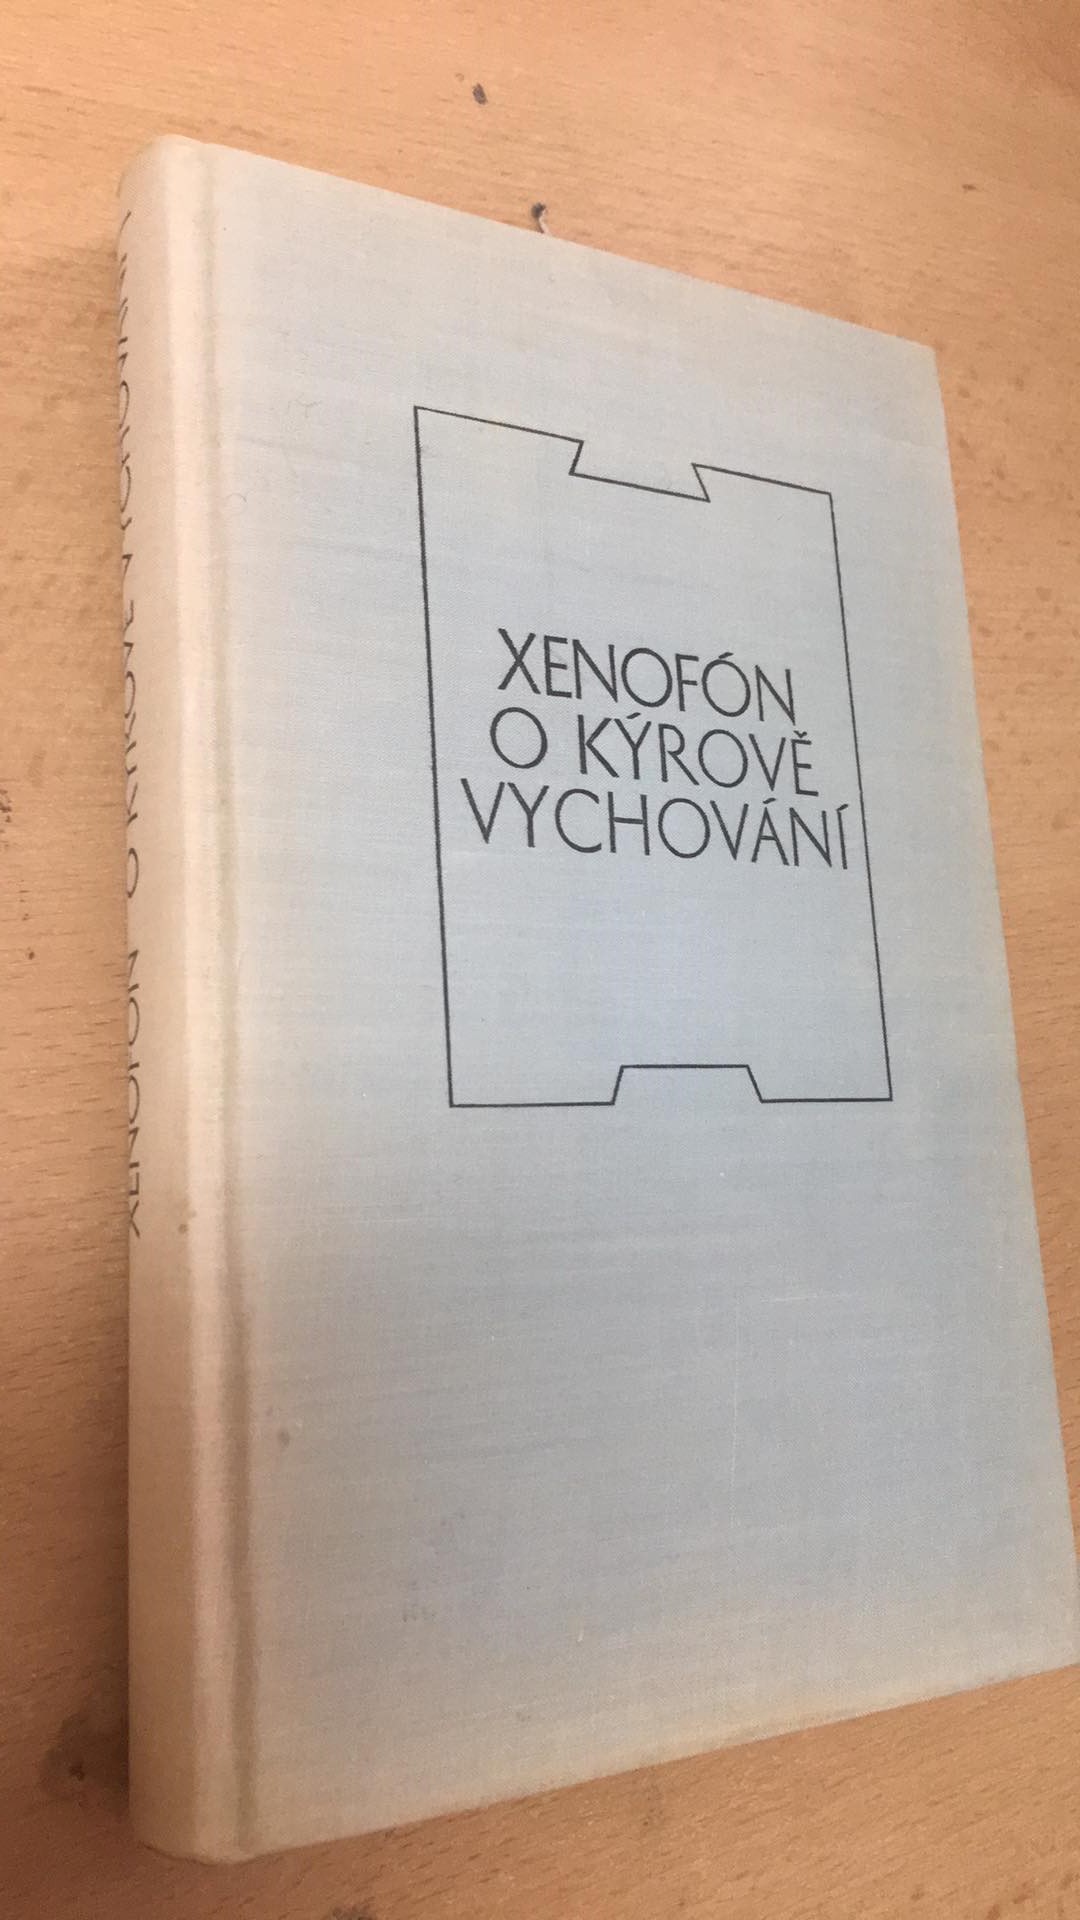 XENOFÓN
O KÝROVĚ
VYCHOVÁNÍ
XENOFÓN O KÝROVĚ VYCHOVÁNÍ